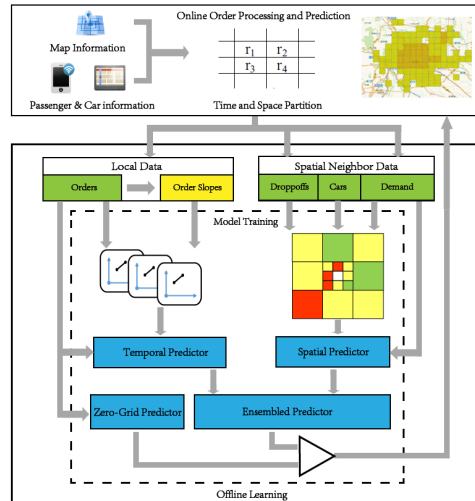 Online Order Processing and Prediction
Map Information
r1 r2
r3 r4
Passenger & Car information
Time and Space Partition
Local Data
Spatial Neighbor Data
Orders
Order Slopes
Droppoffs
Cars
Demand
Model Training
Temporal Predictor
Spatial Predictor
Zero-Grid Predictor
Ensembled Predictor
Offline Learning